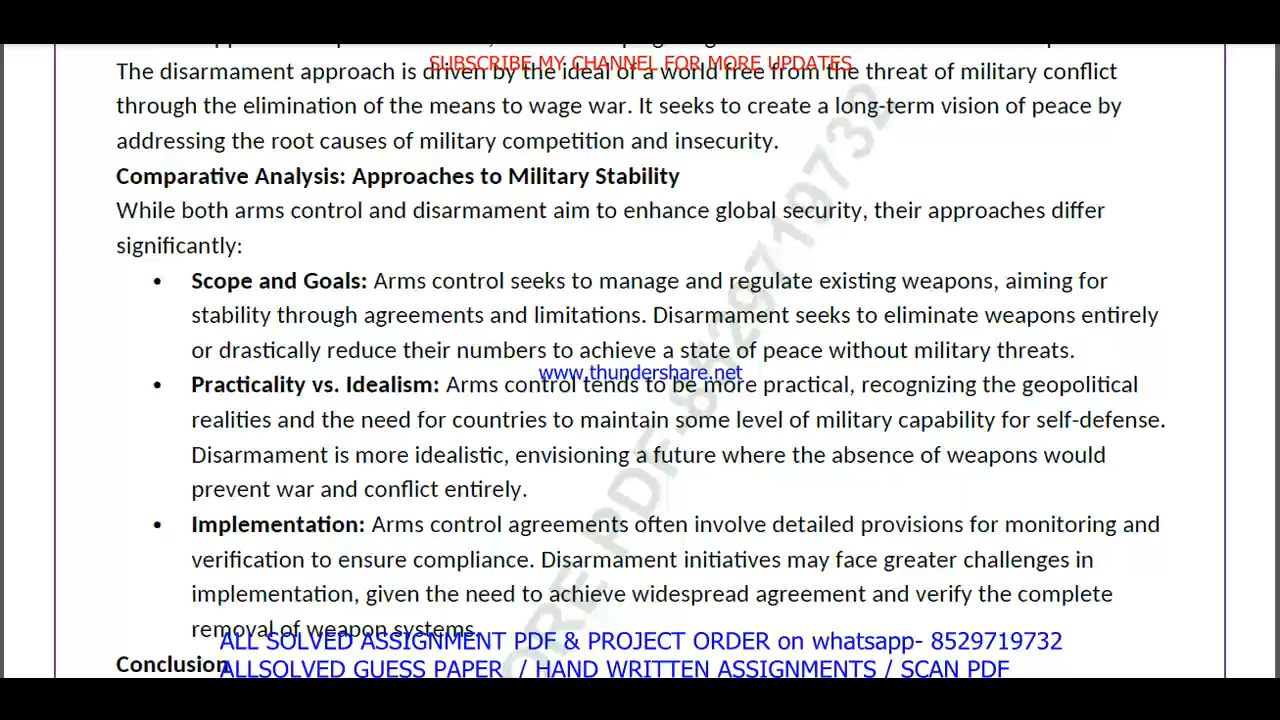 SUBSCRIBE MY CHANNEL FOR MORE UPDATES
The disarmament approach is driven by the ideal of a world free from the threat of military conflict
through the elimination of the means to wage war. It seeks to create a long-term vision of peace by
addressing the root causes of military competition and insecurity.
Comparative Analysis: Approaches to Military Stability
While both arms control and disarmament aim to enhance global security, their approaches differ
significantly:
• Scope and Goals: Arms control seeks to manage and regulate existing weapons, aiming for
stability through agreements and limitations. Disarmament seeks to eliminate weapons entirely
or drastically reduce their numbers to achieve a state of peace without military threats.
www.thundershare.net
• Practicality vs. Idealism: Arms control tends to be more practical, recognizing the geopolitical
realities and the need for countries to maintain some level of military capability for self-defense.
Disarmament is more idealistic, envisioning a future where the absence of weapons would
prevent war and conflict entirely.
• Implementation: Arms control agreements often involve detailed provisions for monitoring and
verification to ensure compliance. Disarmament initiatives may face greater challenges in
implementation, given the need to achieve widespread agreement and verify the complete
removal of weapon systems.
ALL SOLVED ASSIGNMENT PDF & PROJECT ORDER on whatsapp- 8529719732
Conclusion
ALLSOLVED GUESS PAPER / HAND WRITTEN ASSIGNMENTS / SCAN PDF
ORE PDF-8529719732